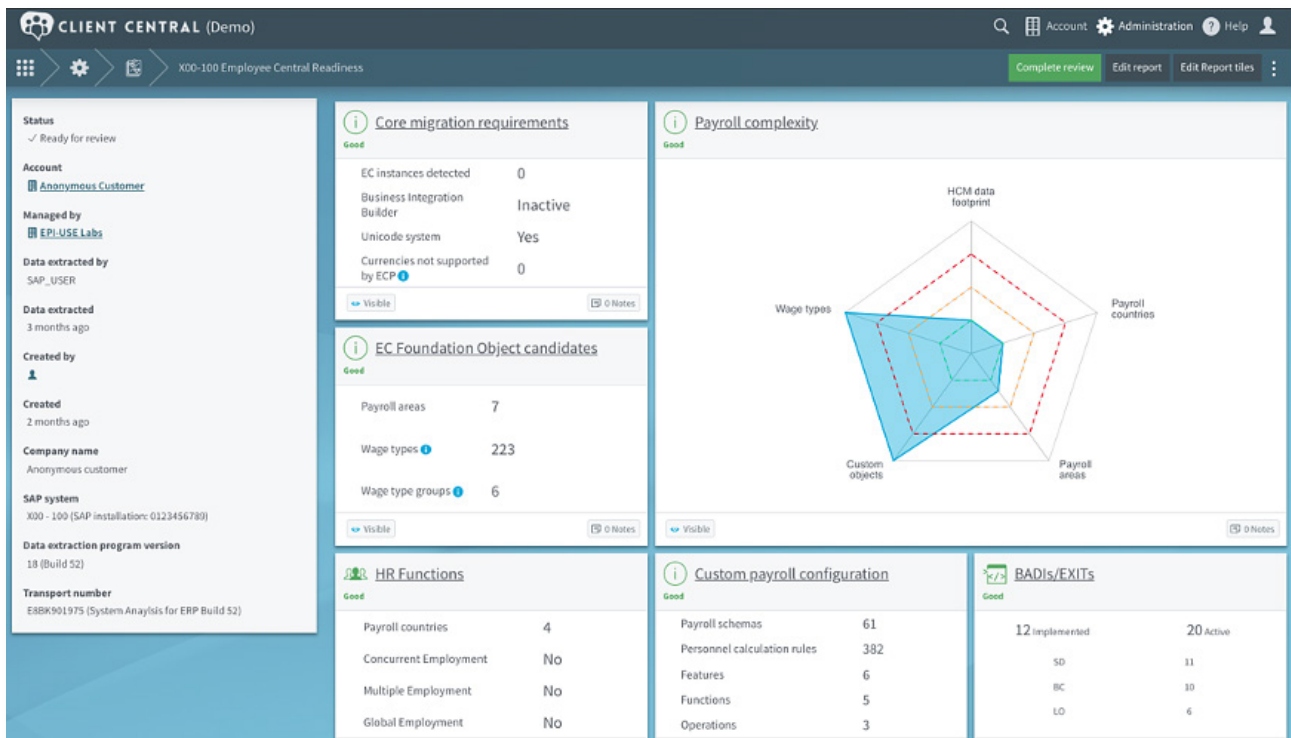 CLIENT CENTRAL (Demo)
Account
Administration
Help
X00-100 Employee Central Readiness
Complete review
Edit report
Edit Report tiles
Status
Ready for review
Account
Anonymous Customer
Managed by
EPI-USE Labs
Data extracted by
SAP_USER
Data extracted
3 months ago
Created by
Created
2 months ago
Company name
Anonymous customer
SAP system
X00 - 100 (SAP installation: 0123456789)
Data extraction program version
18 (Build 52)
Transport number
E8BK901975 (System Anaylsis for ERP Build 52)
Core migration requirements
Good
EC instances detected 0
Business Integration
Builder Inactive
Unicode system Yes
Currencies not supported
by ECP 0
Visible
0 Notes
EC Foundation Object candidates
Good
Payroll areas 7
Wage types 223
Wage type groups 6
Visible
0 Notes
HR Functions
Good
Payroll countries 4
Concurrent Employment No
Multiple Employment No
Global Employment No
Payroll complexity
Good
HCM data
footprint
Payroll
countries
Payroll
areas
Custom
objects
Wage types
Visible
0 Notes
Custom payroll configuration
Good
Payroll schemas 61
Personnel calculation rules 382
Features 6
Functions 5
Operations 3
BADIs/EXITs
Good
12 Implemented 20 Active
SD 11
BC 10
LO 6